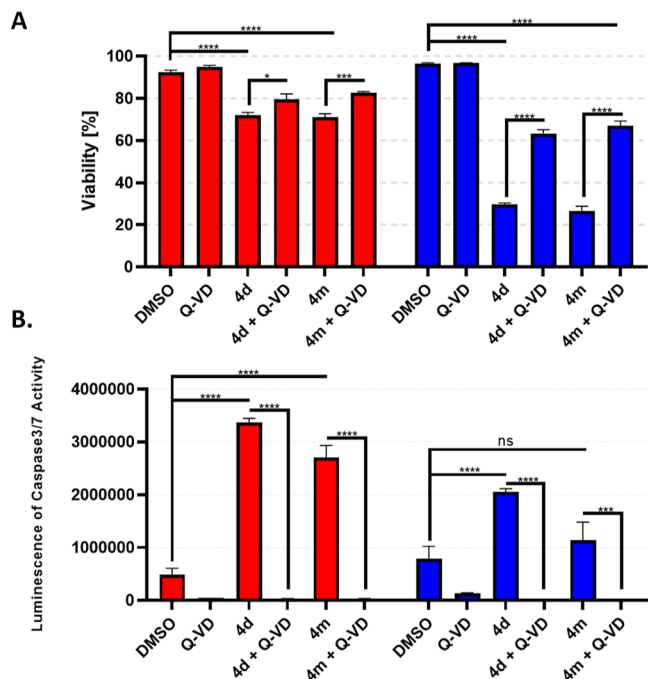 A
**** ****
**** ****
* *** **** ****
Viability [%]
100
80
60
40
20
0
DMSO Q-VD 4d 4d + Q-VD 4m 4m + Q-VD DMSO Q-VD 4d 4d + Q-VD 4m 4m + Q-VD
B.
Luminescence of Caspase3/7 Activity
****
**** ****
**** ns
**** ****
***
4000000
3000000
2000000
1000000
0
DMSO Q-VD 4d 4d + Q-VD 4m 4m + Q-VD DMSO Q-VD 4d 4d + Q-VD 4m 4m + Q-VD